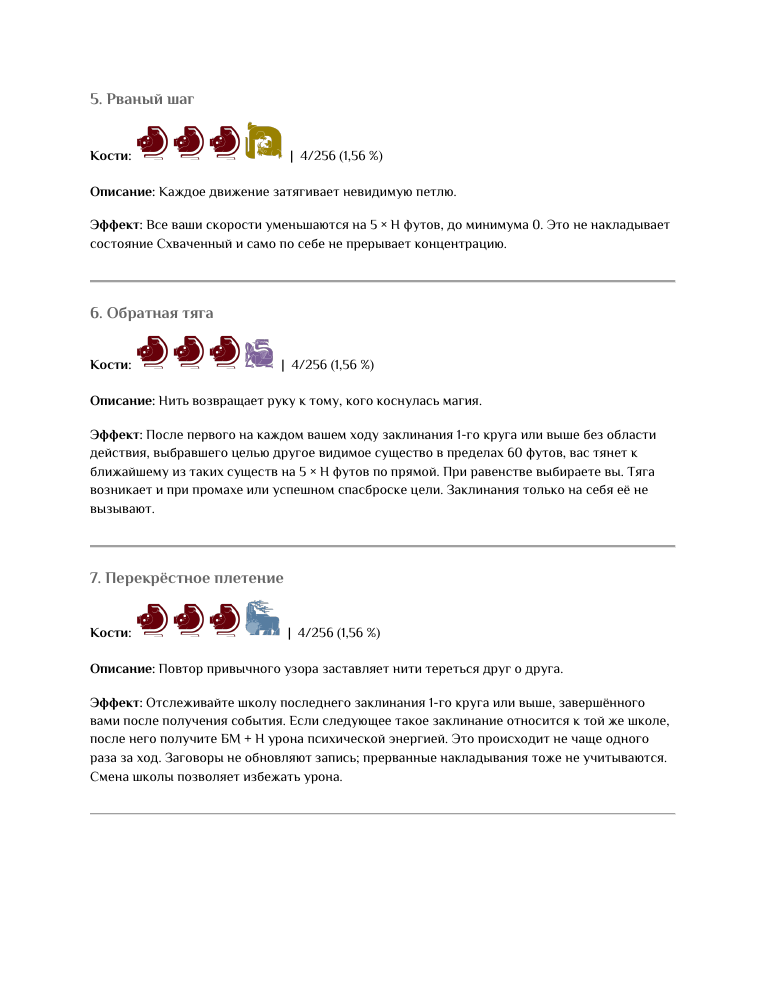 5. Рваный шаг
Кости: | 4/256 (1,56 %)
Описание: Каждое движение затягивает невидимую петлю.
Эффект: Все ваши скорости уменьшаются на 5 × Н футов, до минимума 0. Это не накладывает
состояние Схваченный и само по себе не прерывает концентрацию.
6. Обратная тяга
Кости: | 4/256 (1,56 %)
Описание: Нить возвращает руку к тому, кого коснулась магия.
Эффект: После первого на каждом вашем ходу заклинания 1-го круга или выше без области
действия, выбравшего целью другое видимое существо в пределах 60 футов, вас тянет к
ближайшему из таких существ на 5 × Н футов по прямой. При равенстве выбираете вы. Тяга
возникает и при промахе или успешном спасброске цели. Заклинания только на себя её не
вызывают.
7. Перекрёстное плетение
Кости: | 4/256 (1,56 %)
Описание: Повтор привычного узора заставляет нити тереться друг о друга.
Эффект: Отслеживайте школу последнего заклинания 1-го круга или выше, завершённого
вами после получения события. Если следующее такое заклинание относится к той же школе,
после него получите БМ + Н урона психической энергией. Это происходит не чаще одного
раза за ход. Заговоры не обновляют запись; прерванные накладывания тоже не учитываются.
Смена школы позволяет избежать урона.